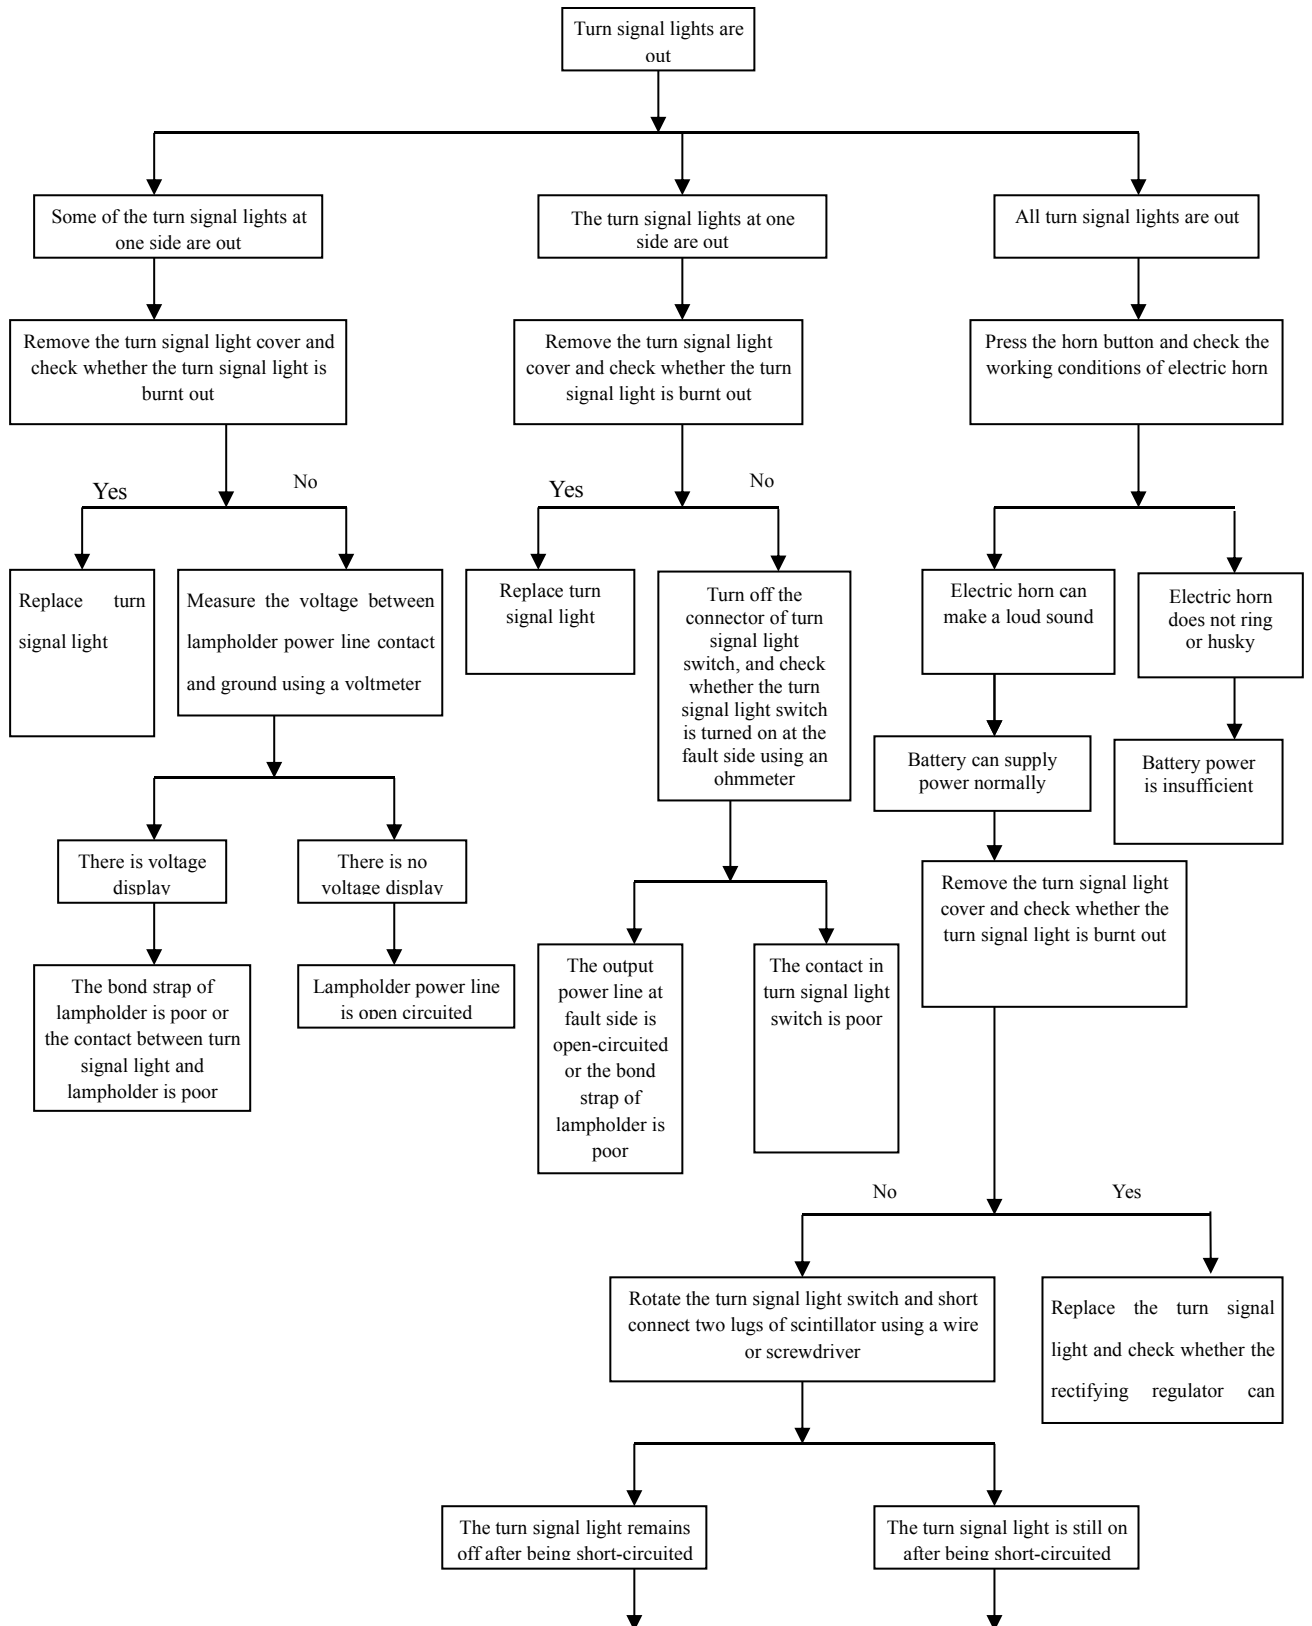 Turn signal lights are
out
Some of the turn signal lights at
one side are out
The turn signal lights at one
side are out
All turn signal lights are out
Remove the turn signal light cover and
check whether the turn signal light is
burnt out
Remove the turn signal light
cover and check whether the turn
signal light is burnt out
Press the horn button and check the
working conditions of electric horn
Yes
No
Yes
No
Replace turn
signal light
Measure the voltage between
lampholder power line contact
and ground using a voltmeter
Replace turn
signal light
Turn off the
connector of turn
signal light
switch, and check
whether the turn
signal light switch
is turned on at the
fault side using an
ohmmeter
Electric horn can
make a loud sound
Electric horn
does not ring
or husky
Battery can supply
power normally
Battery power
is insufficient
There is voltage
display
There is no
voltage display
Remove the turn signal light
cover and check whether the
turn signal light is burnt out
The bond strap of
lampholder is poor or
the contact between turn
signal light and
lampholder is poor
Lampholder power line
is open circuited
The output
power line at
fault side is
open-circuited
or the bond
strap of
lampholder is
poor
The contact in
turn signal light
switch is poor
No
Yes
Rotate the turn signal light switch and short
connect two lugs of scintillator using a wire
or screwdriver
Replace the turn signal
light and check whether the
rectifying regulator can
The turn signal light remains
off after being short-circuited
The turn signal light is still on
after being short-circuited